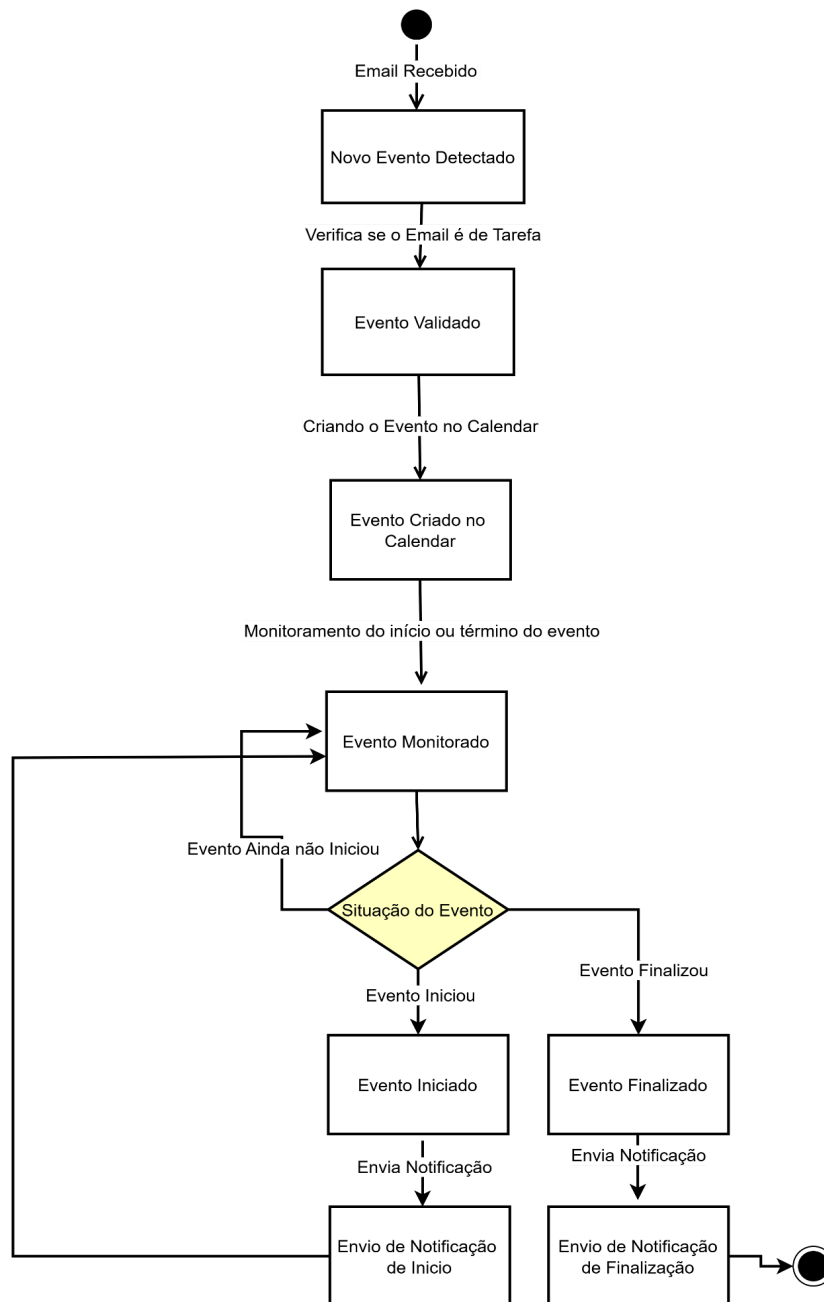 Email Recebido
Novo Evento Detectado
Verifica se o Email é de Tarefa
Evento Validado
Criando o Evento no Calendar
Evento Criado no
Calendar
Monitoramento do início ou término do evento
Evento Monitorado
Evento Ainda não Iniciou
Situação do Evento
Evento Finalizou
Evento Iniciou
Evento Iniciado
Evento Finalizado
Envia Notificação
Envia Notificação
Envio de Notificação
de Inicio
Envio de Notificação
de Finalização